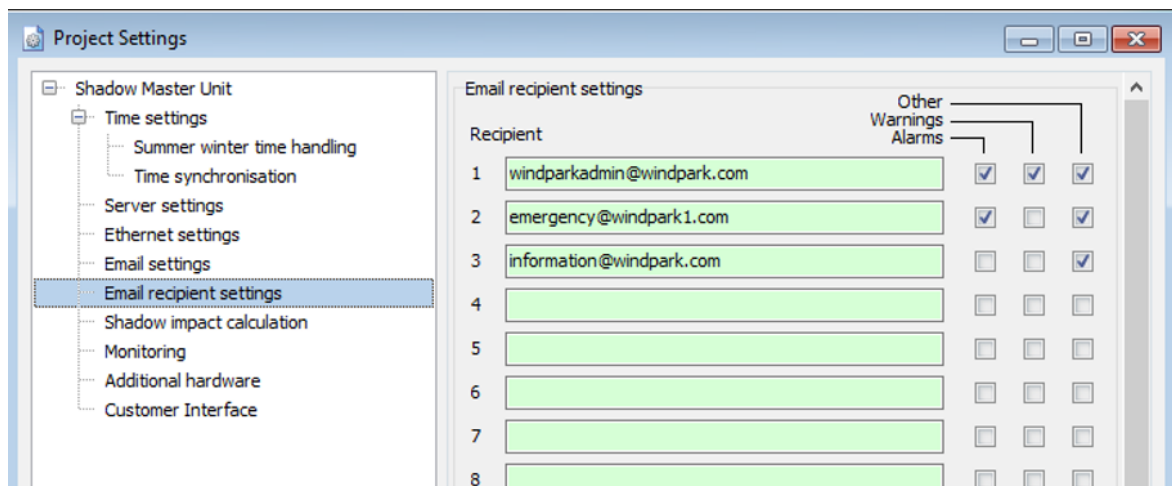 Project Settings
Shadow Master Unit
Time settings
Summer winter time handling
Time synchronisation
Server settings
Ethernet settings
Email settings
Email recipient settings
Shadow impact calculation
Monitoring
Additional hardware
Customer Interface
Email recipient settings
Other
Warnings
Recipient
Alarms
1 windparkadmin@windpark.com
2 emergency@windpark1.com
3 information@windpark.com
4
5
6
7
8